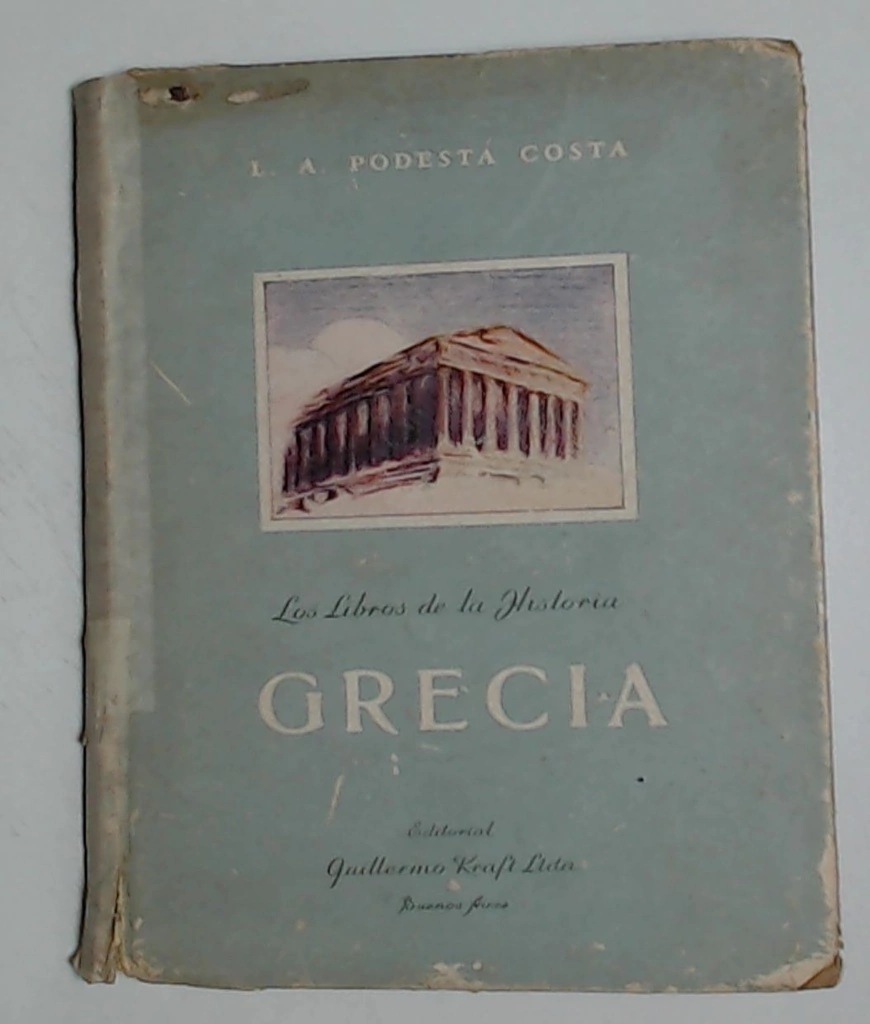 L. A. PODESTÁ COSTA
Los Libros de la Historia
GRECIA
Editorial
Guillermo Kraft Ltda
Buenos Aires